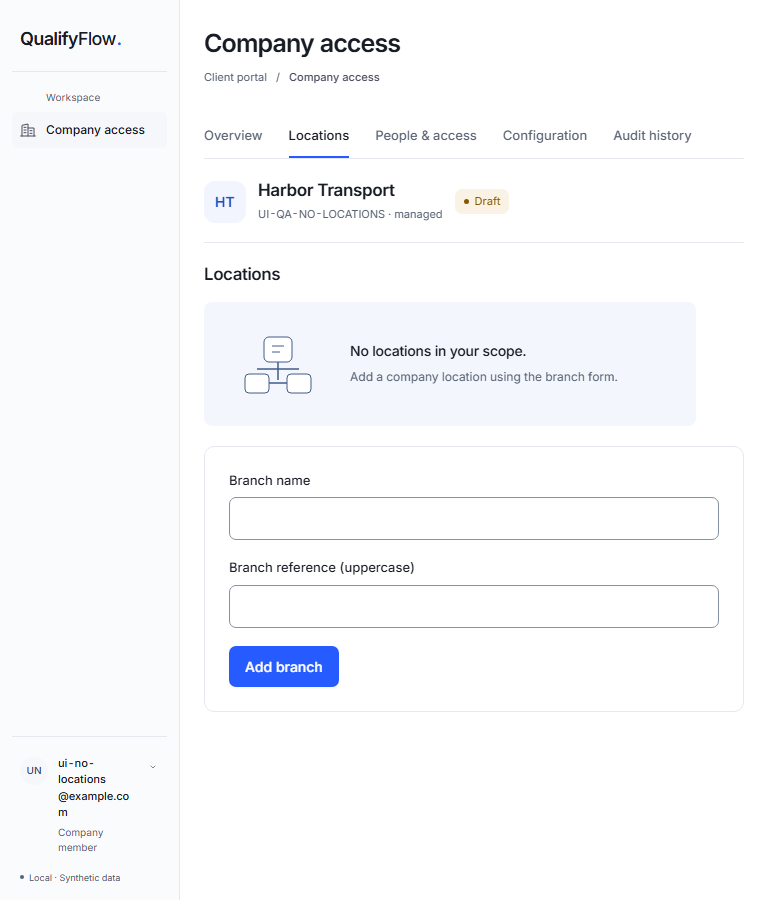 QualifyFlow.
Workspace
Company access
UN
ui-no-
locations
@example.co
m
Company
member
Local · Synthetic data
Company access
Client portal / Company access
Overview Locations People & access Configuration Audit history
HT
Harbor Transport
UI-QA-NO-LOCATIONS · managed
Draft
Locations
No locations in your scope.
Add a company location using the branch form.
Branch name
Branch reference (uppercase)
Add branch